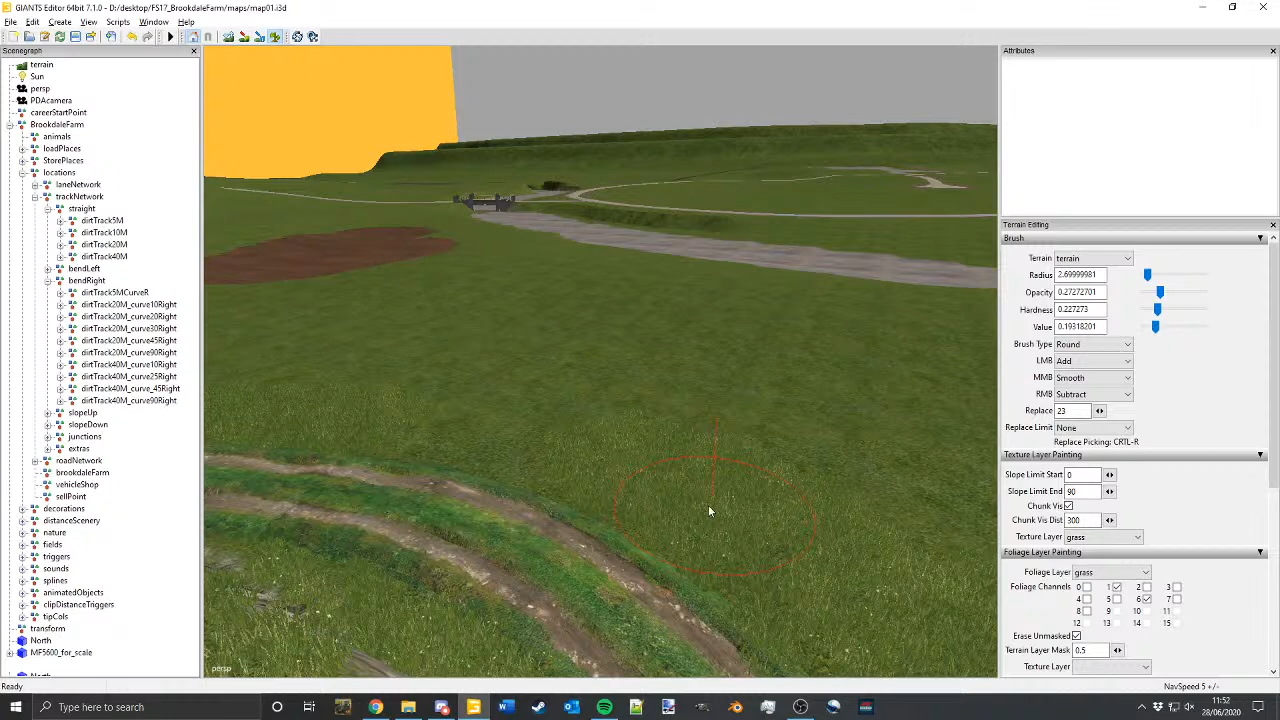 GIANTS Editor 64bit 7.1.0 - D:/desktop/FS17_BrookdaleFarm/maps/map01.i3d
File Edit Create View Scripts Window Help
Scenegraph
terrain
Sun
persp
PDAcamera
careerStartPoint
BrookdaleFarm
animals
loadPlaces
StorePlaces
locations
laneNetwork
trackNetwork
straight
dirtTrack5M
dirtTrack10M
dirtTrack20M
dirtTrack40M
bendLeft
bendRight
dirtTrack5MCurveR
dirtTrack20M_curve10Right
dirtTrack20M_curve20Right
dirtTrack20M_curve30Right
dirtTrack20M_curve45Right
dirtTrack20M_curve90Right
dirtTrack40M_curve10Right
dirtTrack40M_curve25Right
dirtTrack40M_curve_45Right
dirtTrack40M_curve90Right
slopeUp
slopeDown
junctions
extras
roadNetwork
brookdaleFarm
vehicleShop
sellPoint
decorations
distanceScenery
nature
fields
triggers
sounds
splines
animatedObjects
clipDistanceTriggers
tipCols
transform
North
MF5600_for_scale
persp
Attributes
Terrain Editing
Brush
Terrain terrain
Radius 2.69999981
Opacity 0.27272701
Hardness 0.227273
Value 0.19318201
Brush Type Round
LMB Add
MMB Smooth
RMB Subtract
Replace 23
Replace Limit None
Replace Picking: CRTL-R
Texture Layer Painting
Slope Limit Start 0
Slope Limit End 90
Chunk Vis
Chunk Vis Dist 300
Texture Layer grass
Foliage Layer Painting
Foliage Layer grass
Foliage Channels 0 1 2 3
4 5 6 7
8 9 10 11
12 13 14 15
Erase Unmasked
Terrain Layer Mask 0.5
Texture Layer
Ready
NavSpeed 5 +/-
Type here to search
11:52
28/06/2020